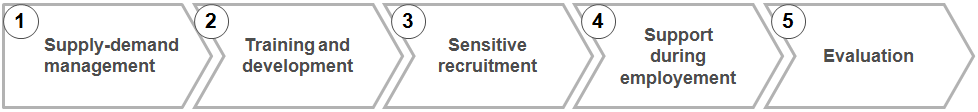 1
Supply-demand
management
2
Training and
development
3
Sensitive
recruitment
4
Support
during
employement
5
Evaluation